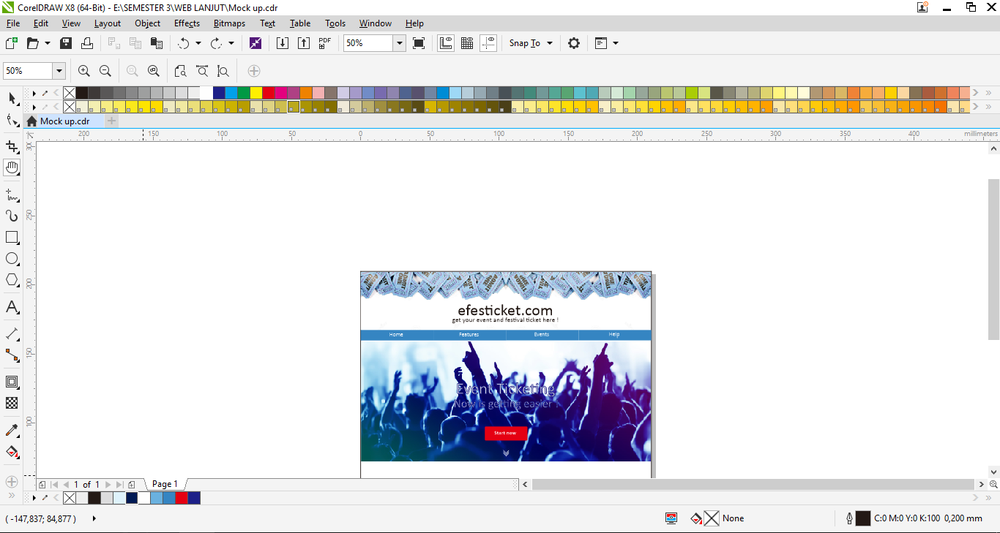 CorelDRAW X8 (64-Bit) - E:\SEMESTER 3\WEB LANJUT\Mock up.cdr
File Edit View Layout Object Effects Bitmaps Text Table Tools Window Help
PDF 50% Snap To
50%
Mock up.cdr
200 150 100 50 0 50 100 150 200 250 300 350 400 millimeters
300
250
200
150
100
efesticket.com
get your event and festival ticket here !
Home Features Events Help
Event Ticketing
Now is getting easier !
Start now
1 of 1 Page 1
( -147,837; 84,877 ) None C:0 M:0 Y:0 K:100 0,200 mm